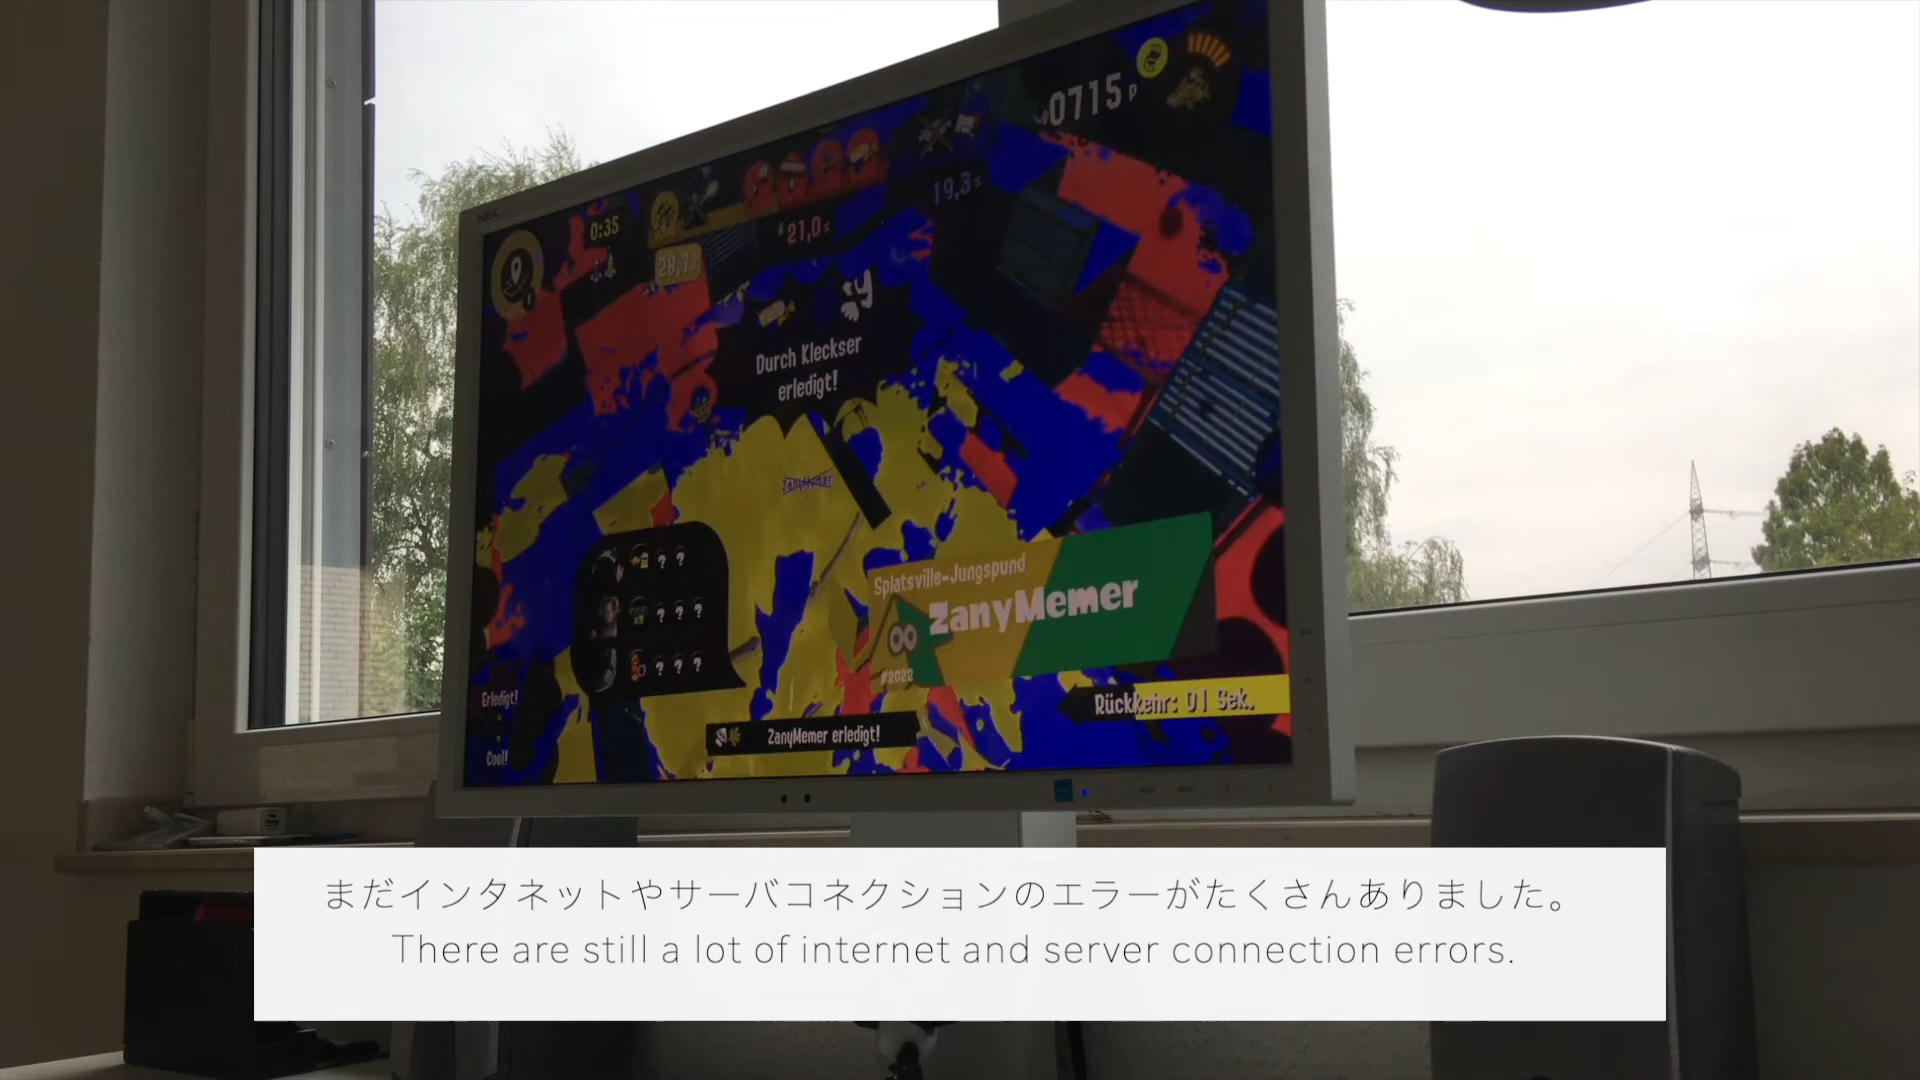 NEC
0715p
0:35
28,7%
21,0%
19,3%
Durch Kleckser
erledigt!
ZanyMemer
? ?
? ? ?
? ? ?
Splatsville-Jungspund
ZanyMemer
#2022
Erledigt!
Cool!
Rückkehr: 01 Sek.
ZanyMemer erledigt!
まだインタネットやサーバコネクションのエラーがたくさんありました。
There are still a lot of internet and server connection errors.